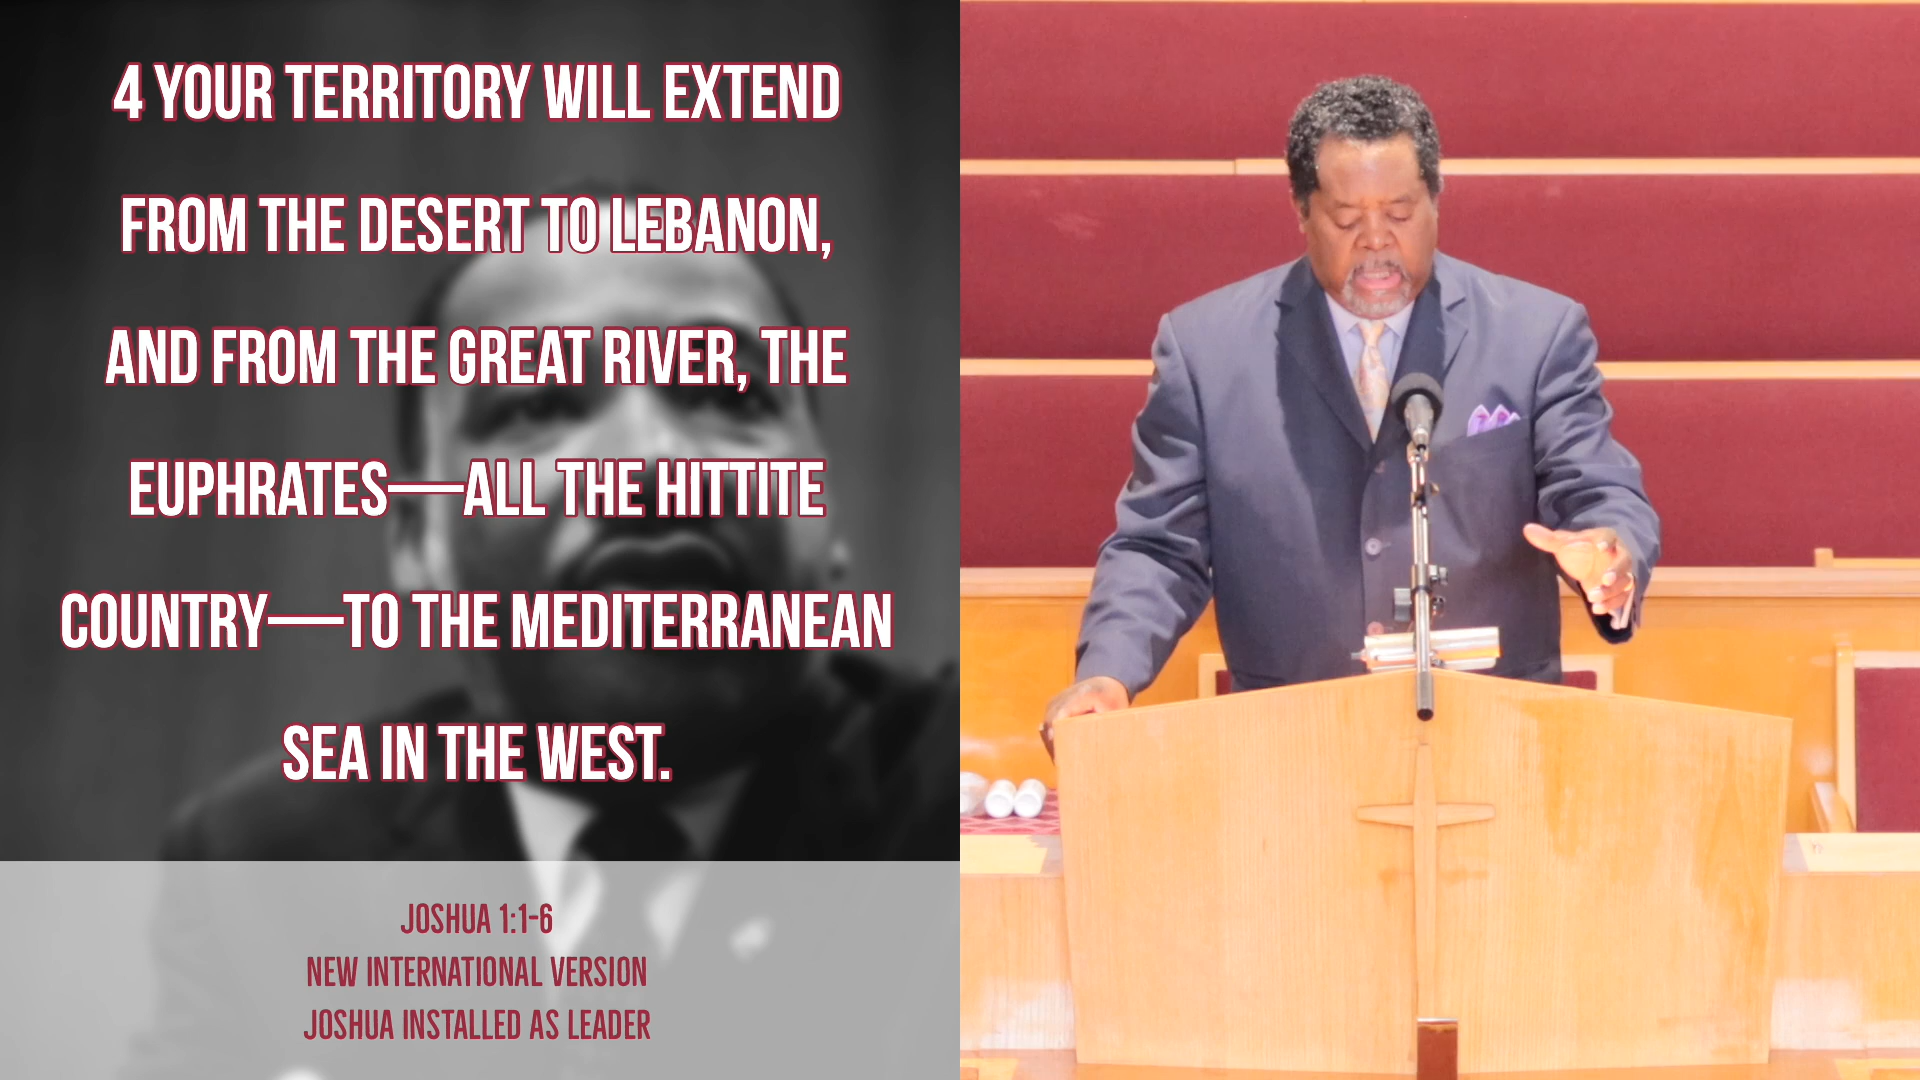 4 YOUR TERRITORY WILL EXTEND
FROM THE DESERT TO LEBANON,
AND FROM THE GREAT RIVER, THE
EUPHRATES—ALL THE HITTITE
COUNTRY—TO THE MEDITERRANEAN
SEA IN THE WEST.
JOSHUA 1:1-6
NEW INTERNATIONAL VERSION
JOSHUA INSTALLED AS LEADER